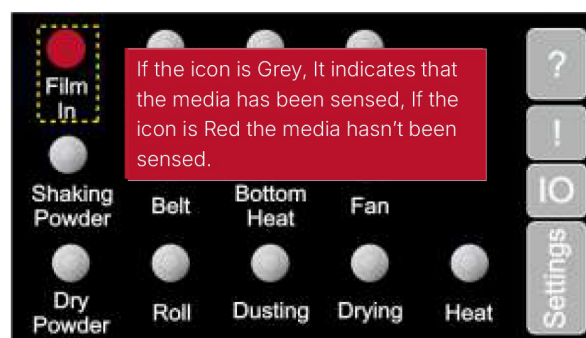 Film
In
If the icon is Grey, It indicates that
the media has been sensed, If the
icon is Red the media hasn't been
sensed.
?
!
IO
Settings
Shaking
Powder
Belt
Bottom
Heat
Fan
Dry
Powder
Roll
Dusting
Drying
Heat